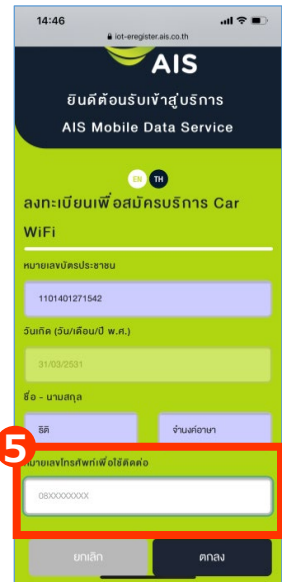 14:46
iot-eregister.ais.co.th
AIS
ยินดีต้อนรับเข้าสู่บริการ
AIS Mobile Data Service
EN TH
ลงทะเบียนเพื่อสมัครบริการ Car
WiFi
หมายเลขบัตรประชาชน
1101401271542
วันเกิด (วัน/เดือน/ปี พ.ศ.)
31/03/2531
ชื่อ - นามสกุล
ธิติ จำนงค์อาษา
5
หมายเลขโทรศัพท์เพื่อใช้ติดต่อ
08XXXXXXXX
ยกเลิก ตกลง